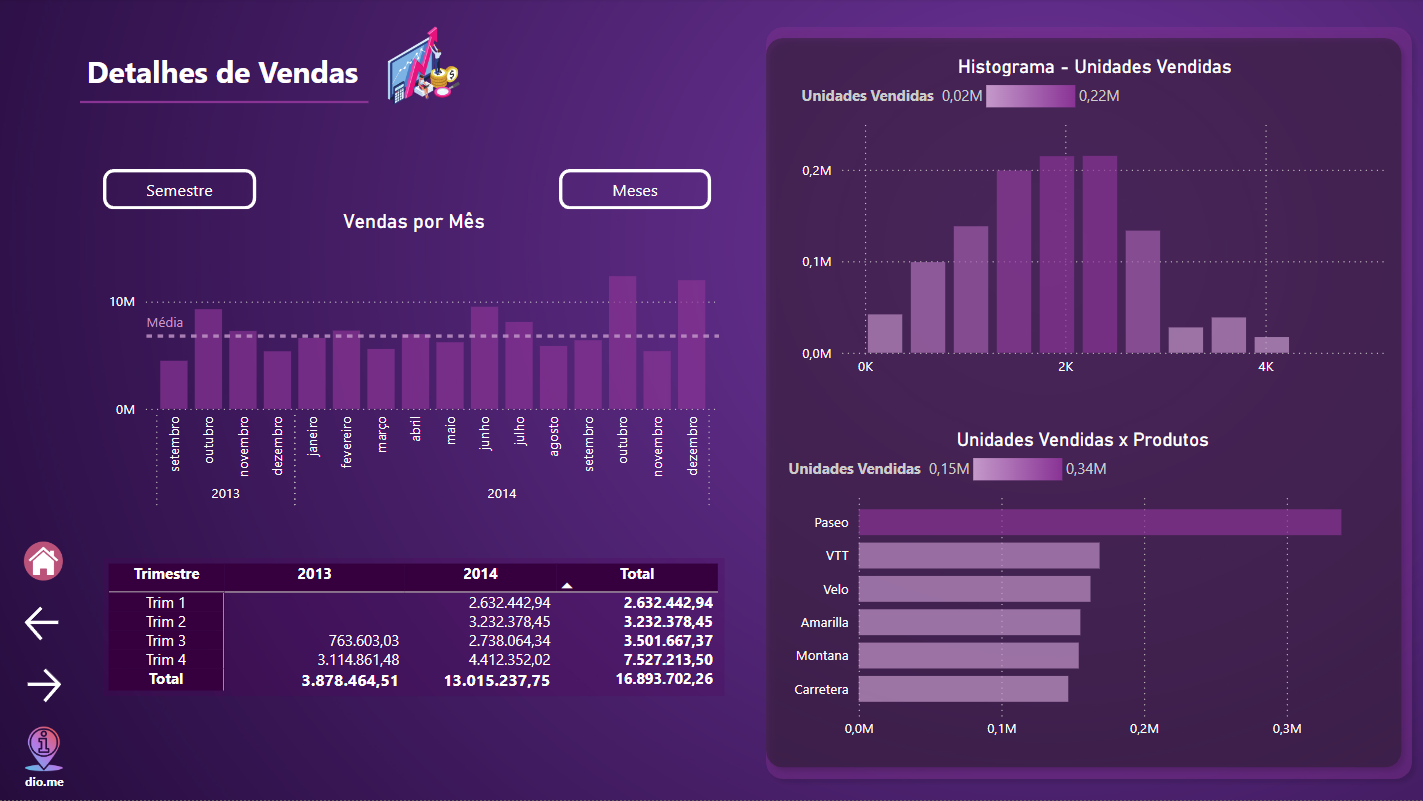 Detalhes de Vendas
Semestre
Meses
Vendas por Mês
10M
Média
0M
setembro
outubro
novembro
dezembro
janeiro
fevereiro
março
abril
maio
junho
julho
agosto
setembro
outubro
novembro
dezembro
2013
2014
Trimestre 2013 2014 Total
Trim 1 2.632.442,94 2.632.442,94
Trim 2 3.232.378,45 3.232.378,45
Trim 3 763.603,03 2.738.064,34 3.501.667,37
Trim 4 3.114.861,48 4.412.352,02 7.527.213,50
Total 3.878.464,51 13.015.237,75 16.893.702,26
dio.me
Histograma - Unidades Vendidas
Unidades Vendidas 0,02M 0,22M
0,2M
0,1M
0,0M
0K 2K 4K
Unidades Vendidas x Produtos
Unidades Vendidas 0,15M 0,34M
Paseo
VTT
Velo
Amarilla
Montana
Carretera
0,0M 0,1M 0,2M 0,3M